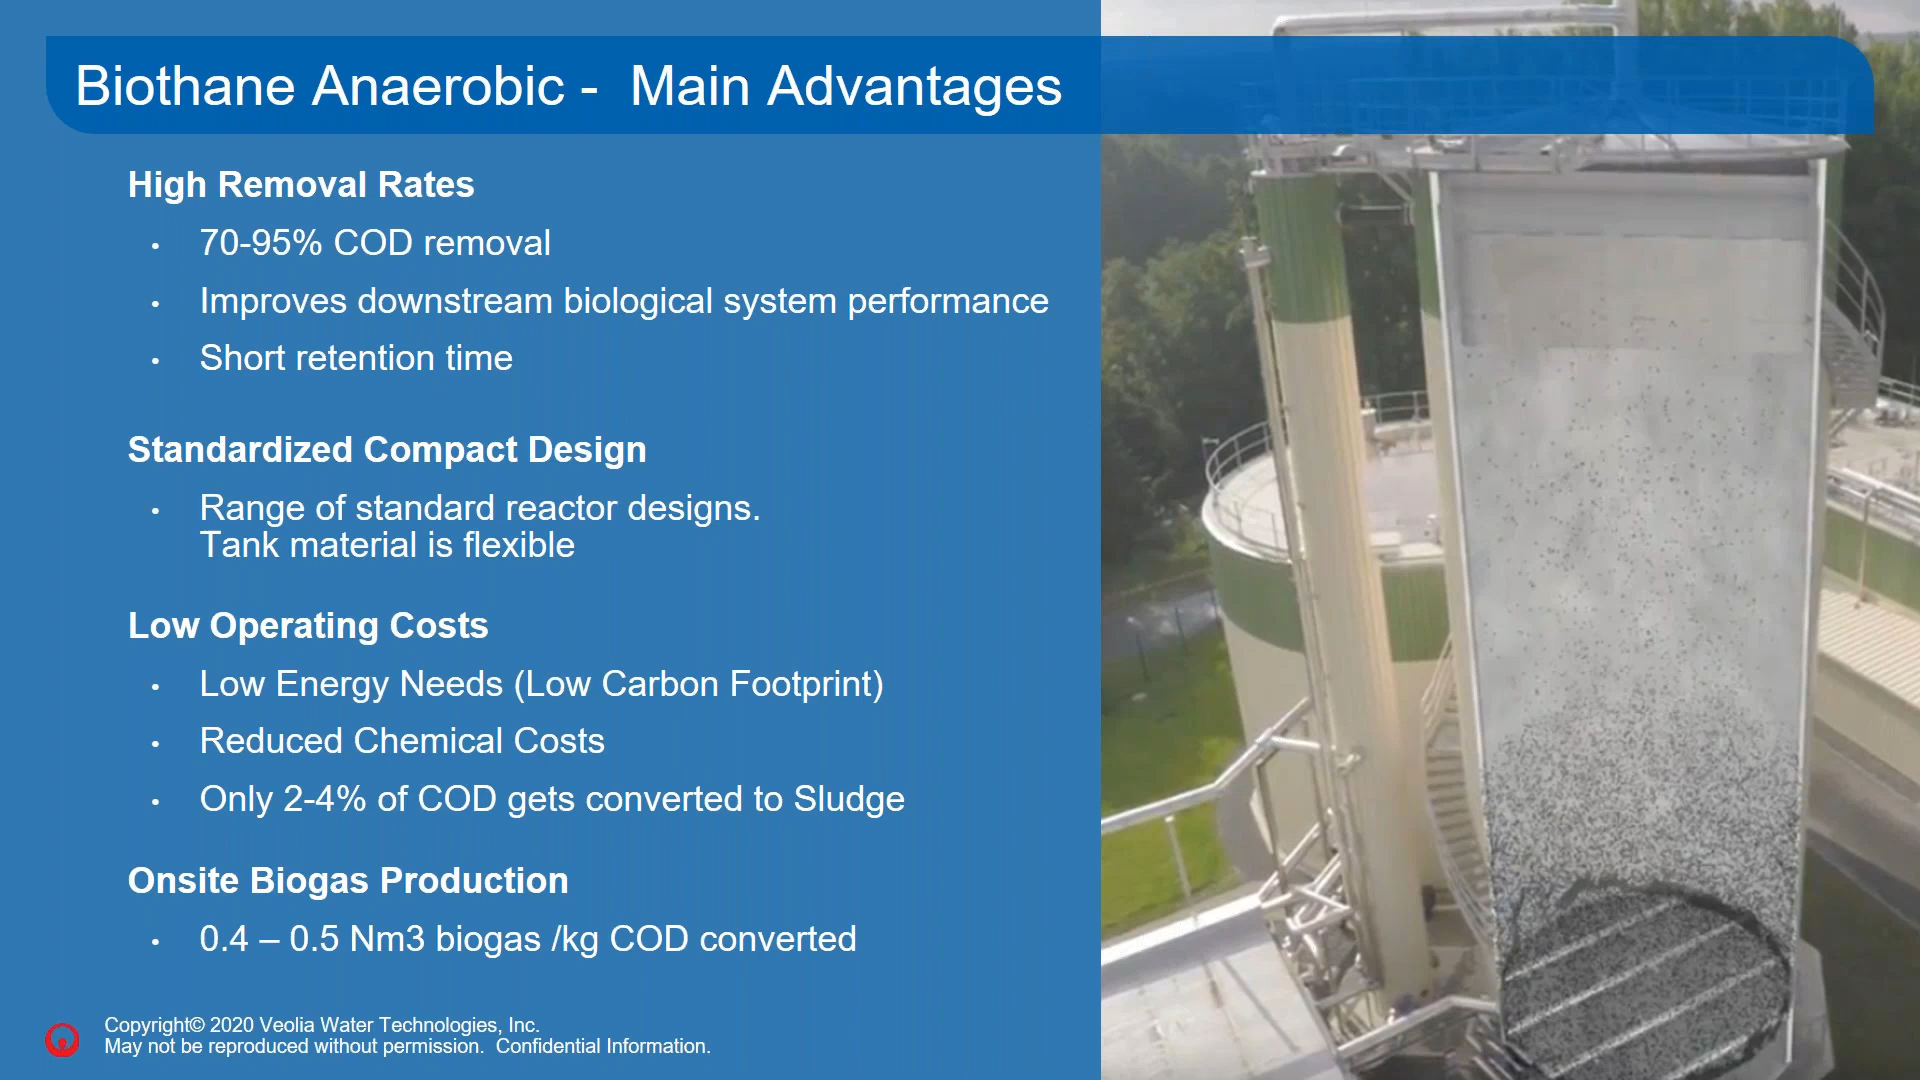 Biothane Anaerobic -  Main Advantages
High Removal Rates
• 70-95% COD removal
• Improves downstream biological system performance
• Short retention time
Standardized Compact Design
• Range of standard reactor designs.
Tank material is flexible
Low Operating Costs
• Low Energy Needs (Low Carbon Footprint)
• Reduced Chemical Costs
• Only 2-4% of COD gets converted to Sludge
Onsite Biogas Production
• 0.4 – 0.5 Nm3 biogas /kg COD converted
Copyright© 2020 Veolia Water Technologies, Inc.
May not be reproduced without permission.  Confidential Information.